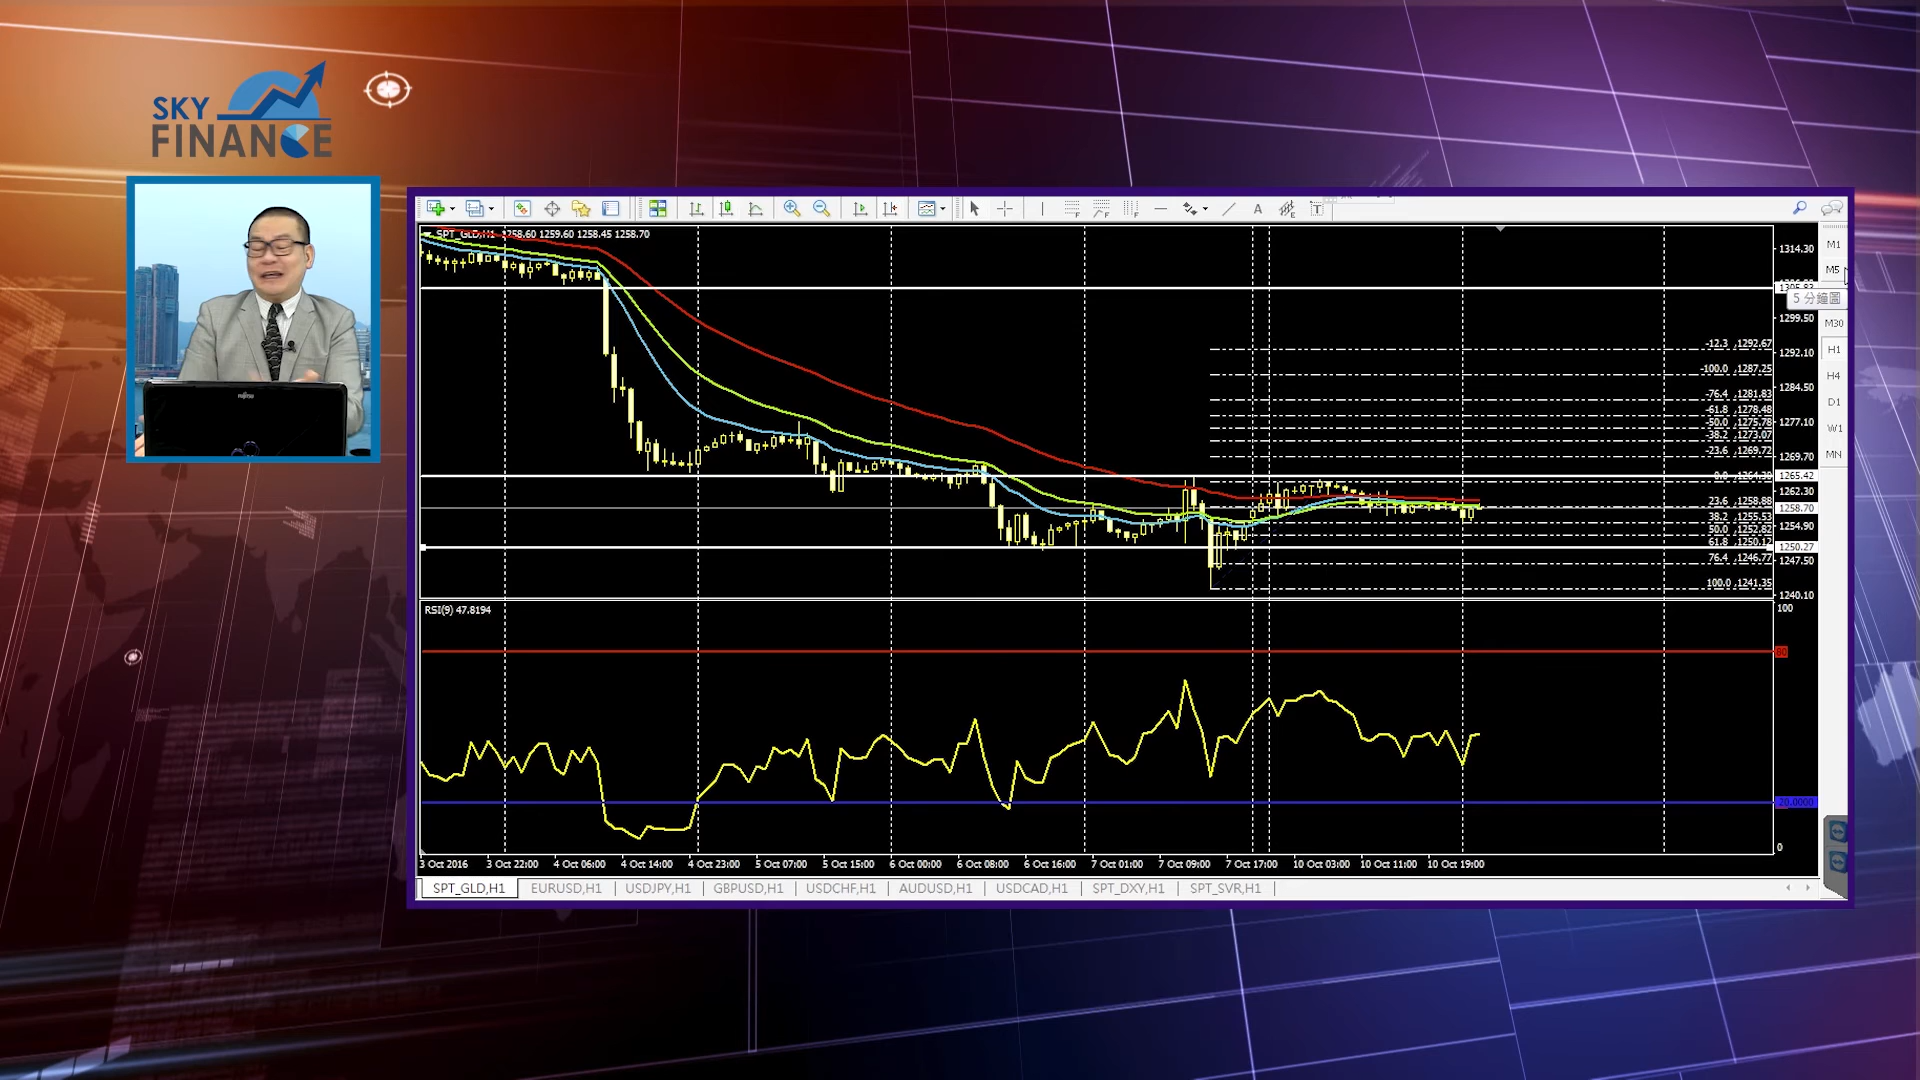 SKY
FINANCE
SPT_GLD,H1 1258.60 1259.60 1258.45 1258.70
M1
M5
5 分鐘圖
M30
H1
H4
D1
W1
MN
1314.30
1305.83
1299.50
1292.10
1284.50
1277.10
1269.70
1265.42
1262.30
1258.70
1254.90
1250.27
1247.50
1240.10
-12.3 ,1292.67
-100.0 ,1287.25
-76.4 ,1281.83
-61.8 ,1278.48
-50.0 ,1275.78
-38.2 ,1273.07
-23.6 ,1269.72
23.6 ,1258.88
38.2 ,1255.53
50.0 ,1252.82
61.8 ,1250.12
76.4 ,1246.77
100.0 ,1241.35
RSI(9) 47.8194
100
80
20.0000
0
3 Oct 2016 3 Oct 22:00 4 Oct 06:00 4 Oct 14:00 4 Oct 23:00 5 Oct 07:00 5 Oct 15:00 6 Oct 00:00 6 Oct 08:00 6 Oct 16:00 7 Oct 01:00 7 Oct 09:00 7 Oct 17:00 10 Oct 03:00 10 Oct 11:00 10 Oct 19:00
SPT_GLD,H1 EURUSD,H1 USDJPY,H1 GBPUSD,H1 USDCHF,H1 AUDUSD,H1 USDCAD,H1 SPT_DXY,H1 SPT_SVR,H1